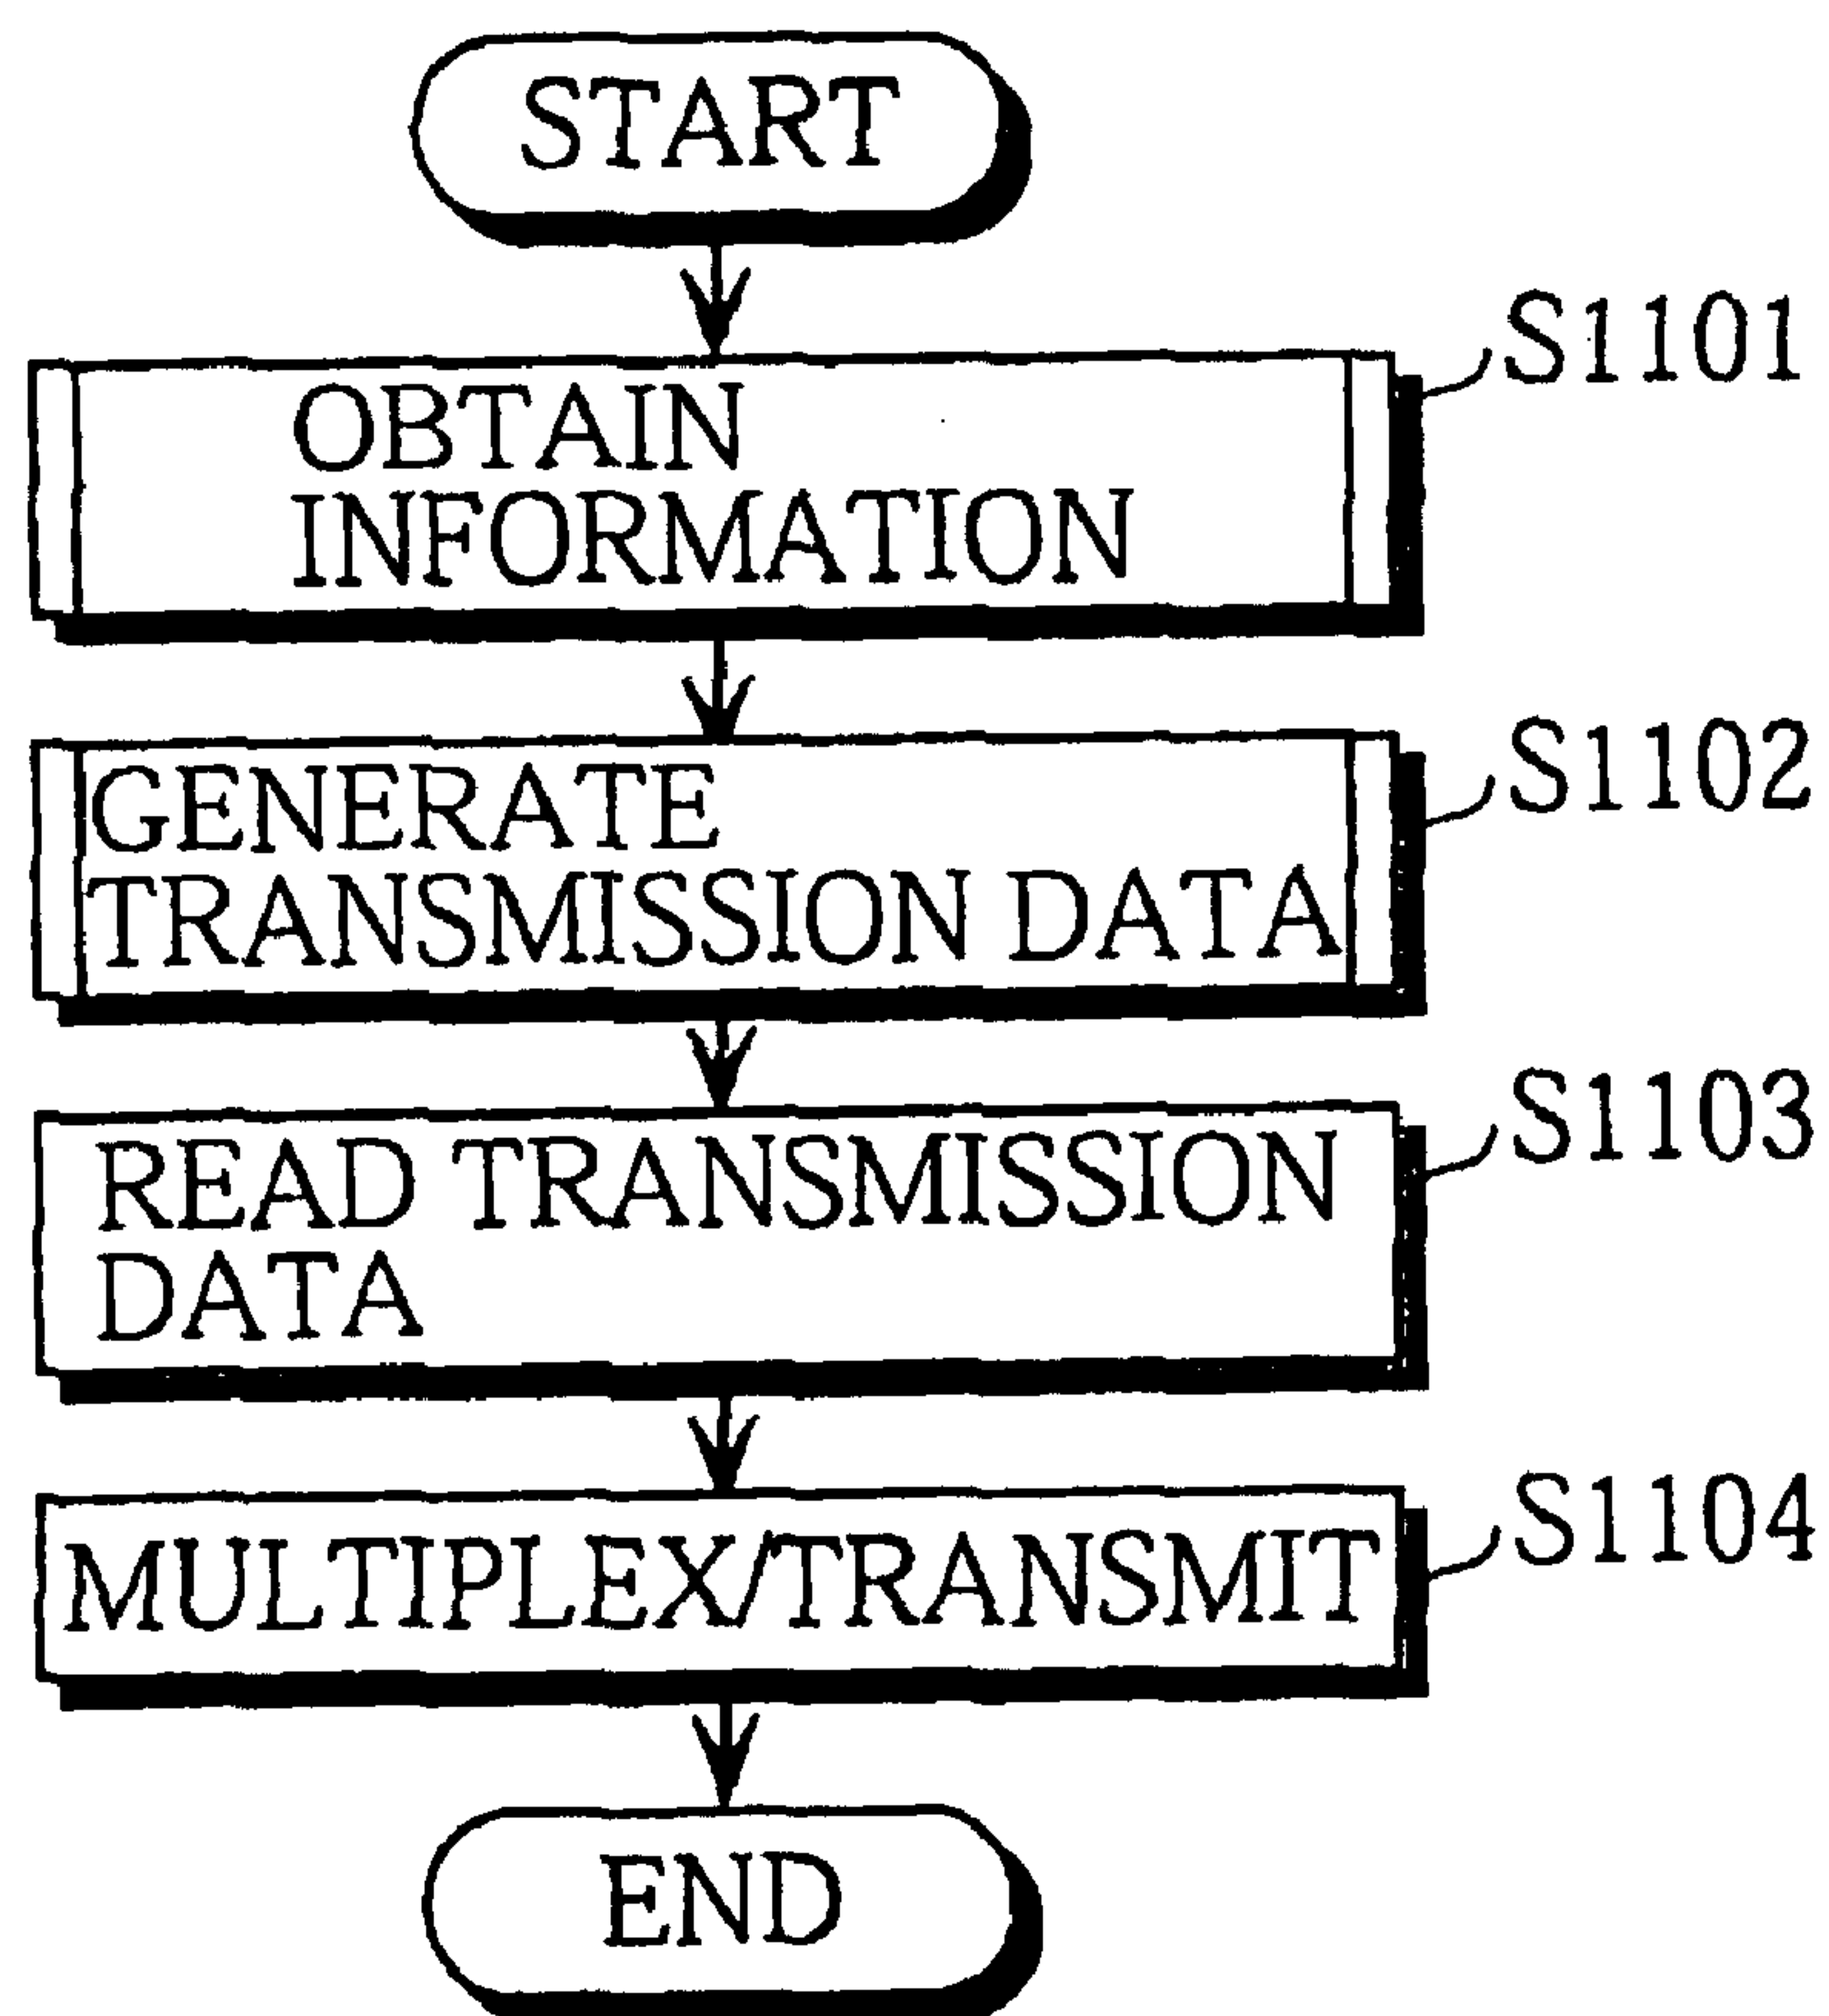 START
S1101
OBTAIN
INFORMATION
S1102
GENERATE
TRANSMISSION DATA
S1103
READ TRANSMISSION
DATA
S1104
MULTIPLEX/TRANSMIT
END